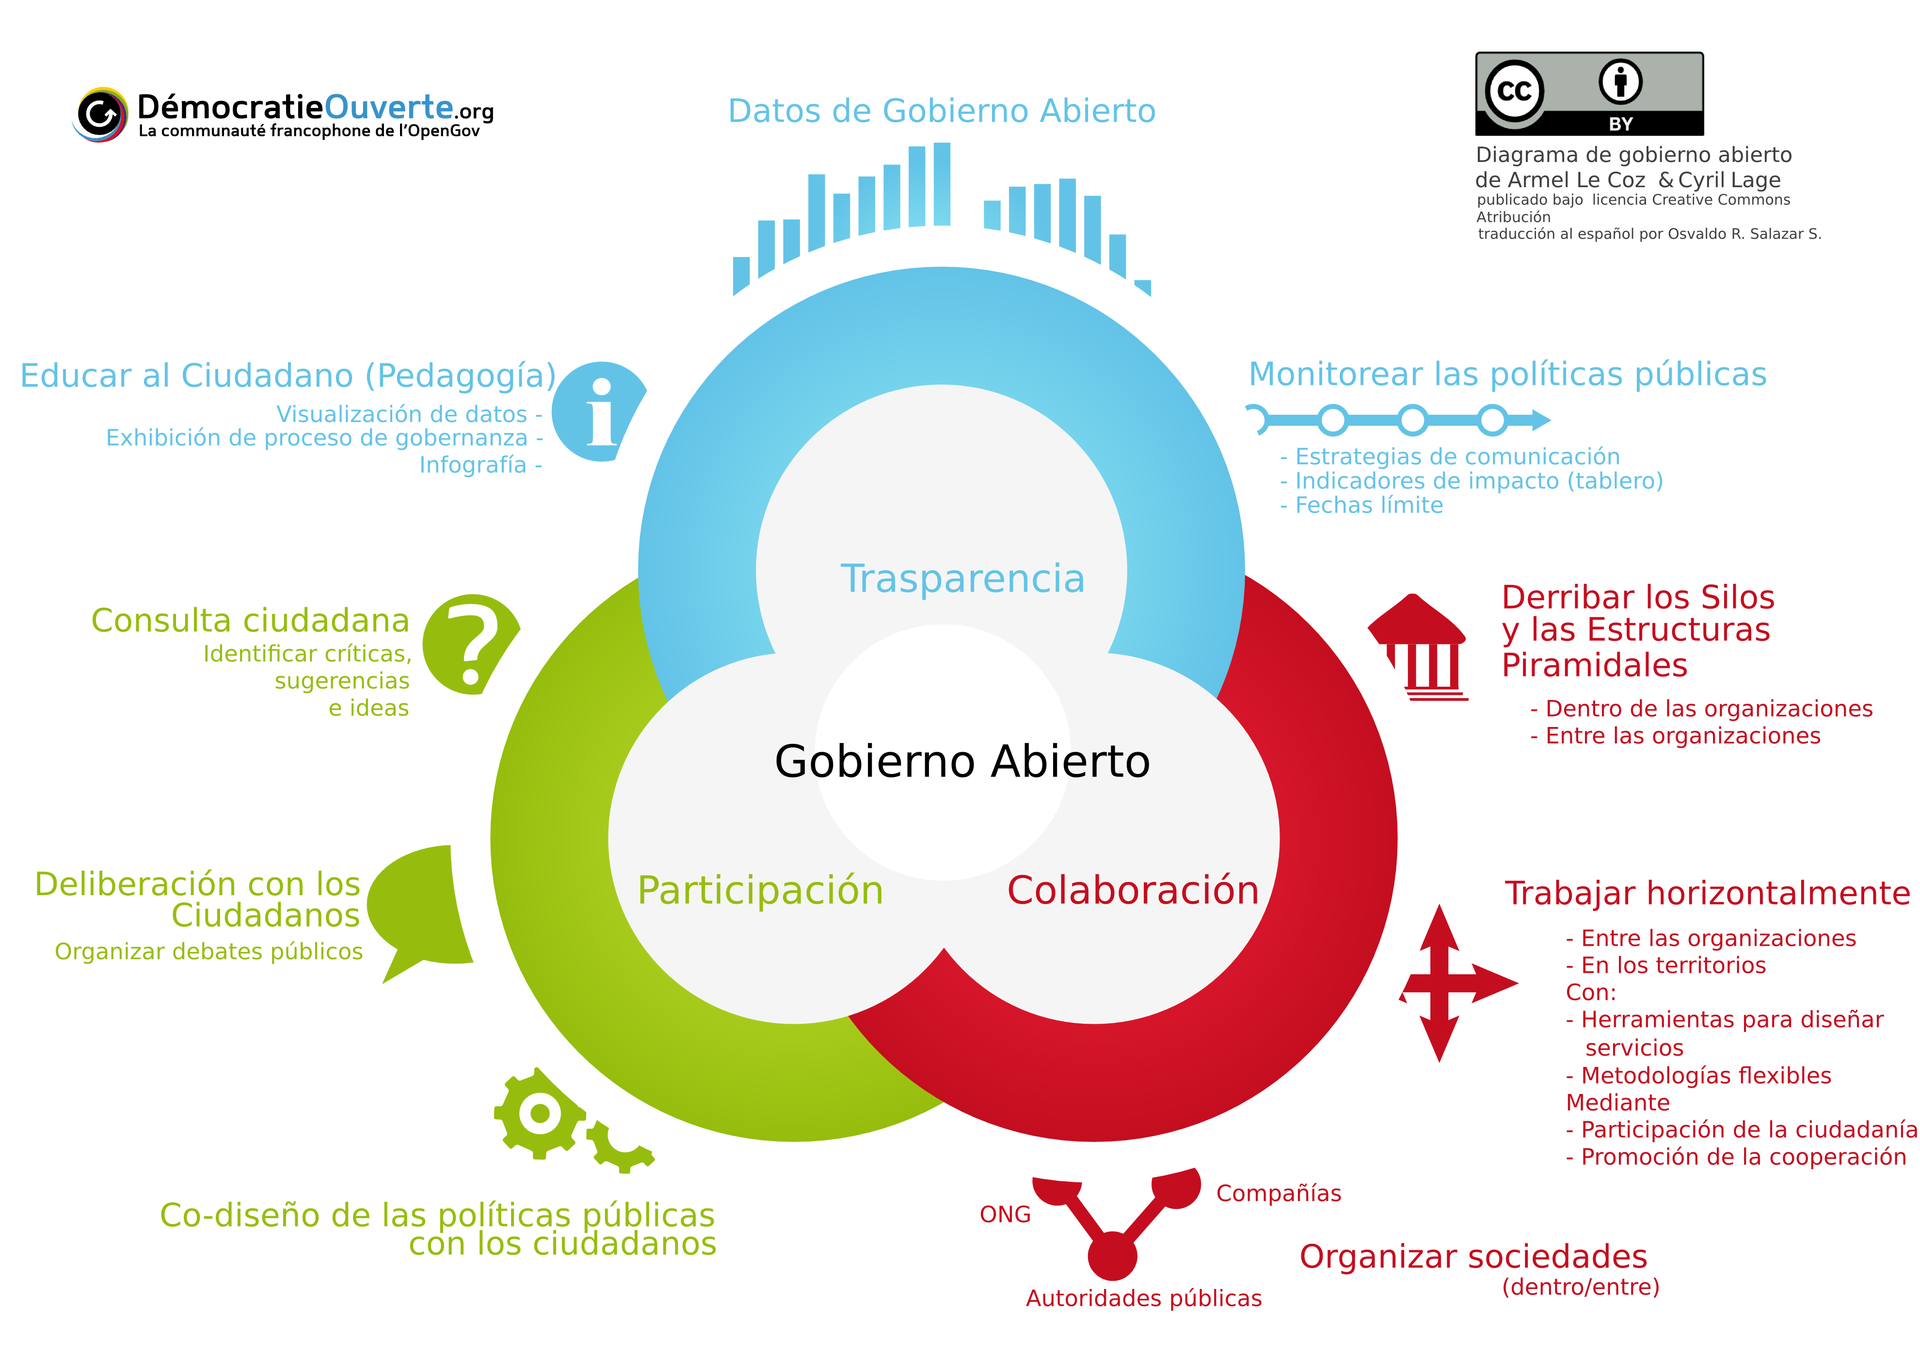 DémocratieOuverte.org
La communauté francophone de l'OpenGov
cc
BY
Diagrama de gobierno abierto
de Armel Le Coz & Cyril Lage
publicado bajo licencia Creative Commons
Atribución
traducción al español por Osvaldo R. Salazar S.
Datos de Gobierno Abierto
Educar al Ciudadano (Pedagogía)
Visualización de datos -
Exhibición de proceso de gobernanza -
Infografía -
i
Monitorear las políticas públicas
- Estrategias de comunicación
- Indicadores de impacto (tablero)
- Fechas límite
Trasparencia
Consulta ciudadana
Identificar críticas,
sugerencias
e ideas
?
Derribar los Silos
y las Estructuras
Piramidales
- Dentro de las organizaciones
- Entre las organizaciones
Gobierno Abierto
Participación
Colaboración
Deliberación con los
Ciudadanos
Organizar debates públicos
Trabajar horizontalmente
- Entre las organizaciones
- En los territorios
Con:
- Herramientas para diseñar
servicios
- Metodologías flexibles
Mediante
- Participación de la ciudadanía
- Promoción de la cooperación
Co-diseño de las políticas públicas
con los ciudadanos
ONG
Compañías
Autoridades públicas
Organizar sociedades
(dentro/entre)